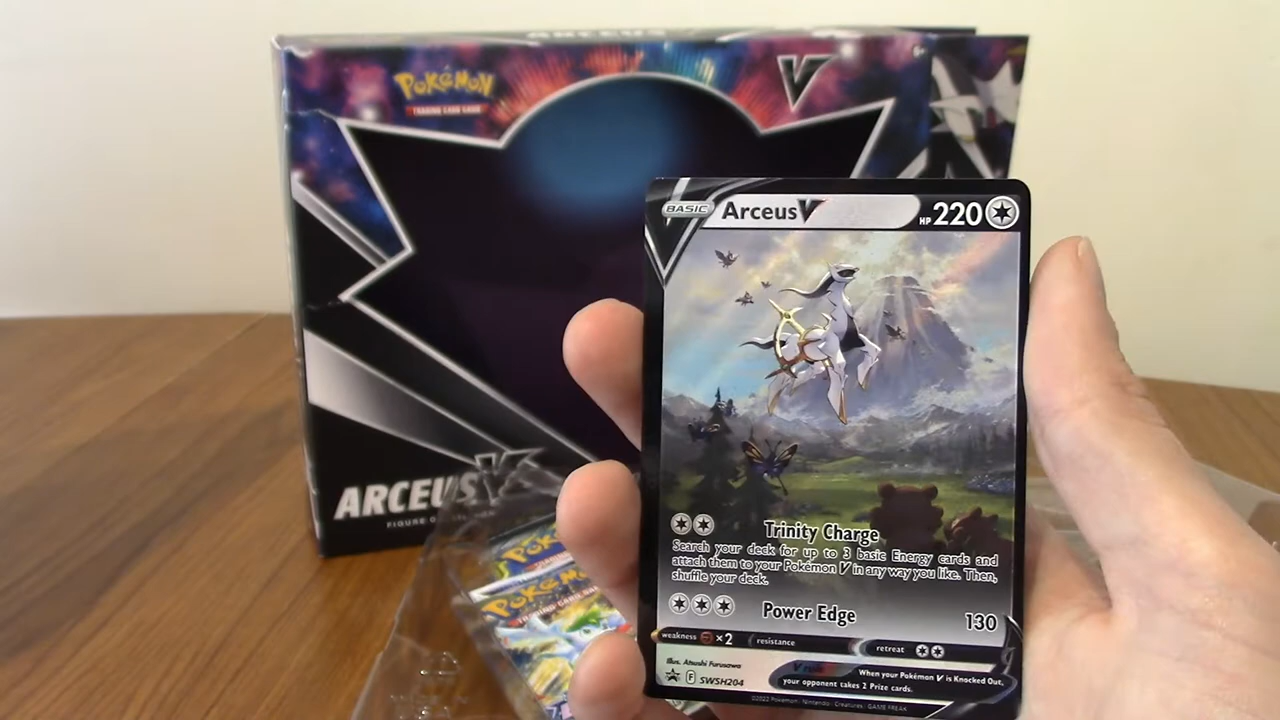 ARCEUS
POKÉMON
TRADING CARD GAME
V
BASIC
Arceus V
HP 220
Trinity Charge
Search your deck for up to 3 basic Energy cards and
attach them to your Pokémon V in any way you like. Then,
shuffle your deck.
Power Edge
130
weakness ×2
resistance
retreat
Illus. Atsushi Furusawa
F SWSH204
V rule
When your Pokémon V is Knocked Out,
your opponent takes 2 Prize cards.
©2022 Pokémon / Nintendo / Creatures / GAME FREAK
ARCEUS V
FIGURE
POKÉMON